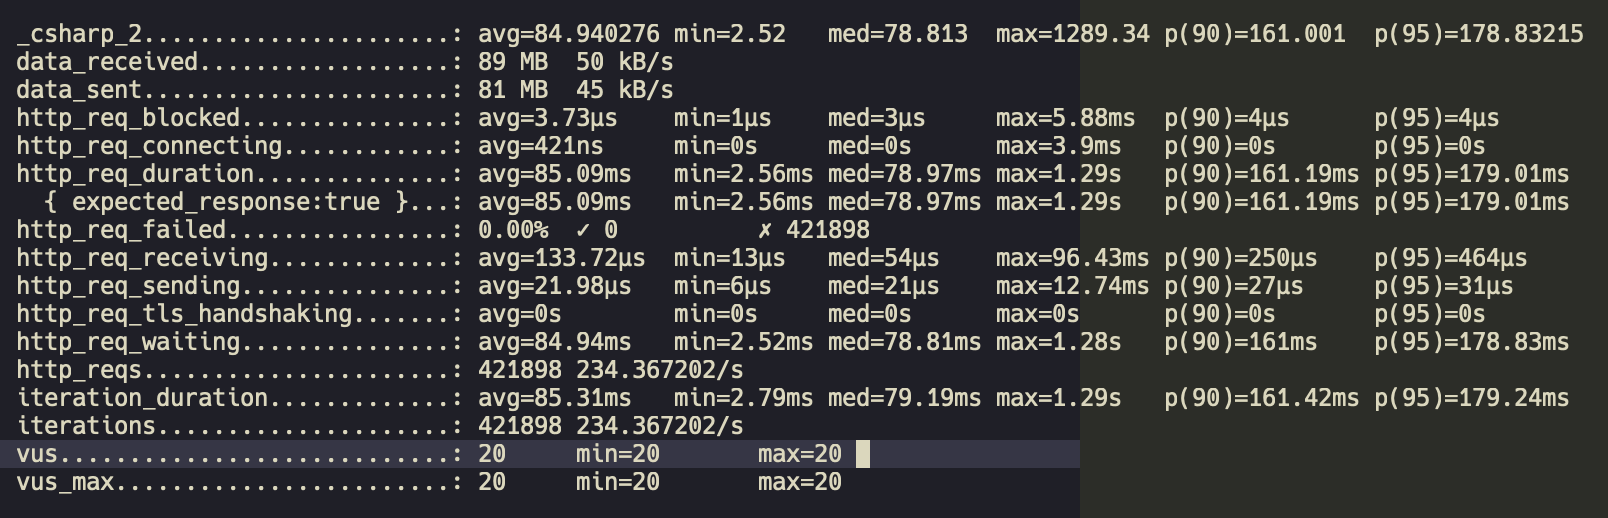 _csharp_2......................: avg=84.940276 min=2.52   med=78.813  max=1289.34 p(90)=161.001  p(95)=178.83215
data_received..................: 89 MB  50 kB/s
data_sent......................: 81 MB  45 kB/s
http_req_blocked...............: avg=3.73µs    min=1µs    med=3µs     max=5.88ms  p(90)=4µs      p(95)=4µs
http_req_connecting............: avg=421ns     min=0s     med=0s      max=3.9ms   p(90)=0s       p(95)=0s
http_req_duration..............: avg=85.09ms   min=2.56ms med=78.97ms max=1.29s   p(90)=161.19ms p(95)=179.01ms
  { expected_response:true }...: avg=85.09ms   min=2.56ms med=78.97ms max=1.29s   p(90)=161.19ms p(95)=179.01ms
http_req_failed................: 0.00%  ✓ 0          ✗ 421898
http_req_receiving.............: avg=133.72µs  min=13µs   med=54µs    max=96.43ms p(90)=250µs    p(95)=464µs
http_req_sending...............: avg=21.98µs   min=6µs    med=21µs    max=12.74ms p(90)=27µs     p(95)=31µs
http_req_tls_handshaking.......: avg=0s        min=0s     med=0s      max=0s      p(90)=0s       p(95)=0s
http_req_waiting...............: avg=84.94ms   min=2.52ms med=78.81ms max=1.28s   p(90)=161ms    p(95)=178.83ms
http_reqs......................: 421898 234.367202/s
iteration_duration.............: avg=85.31ms   min=2.79ms med=79.19ms max=1.29s   p(90)=161.42ms p(95)=179.24ms
iterations.....................: 421898 234.367202/s
vus............................: 20     min=20       max=20
vus_max........................: 20     min=20       max=20